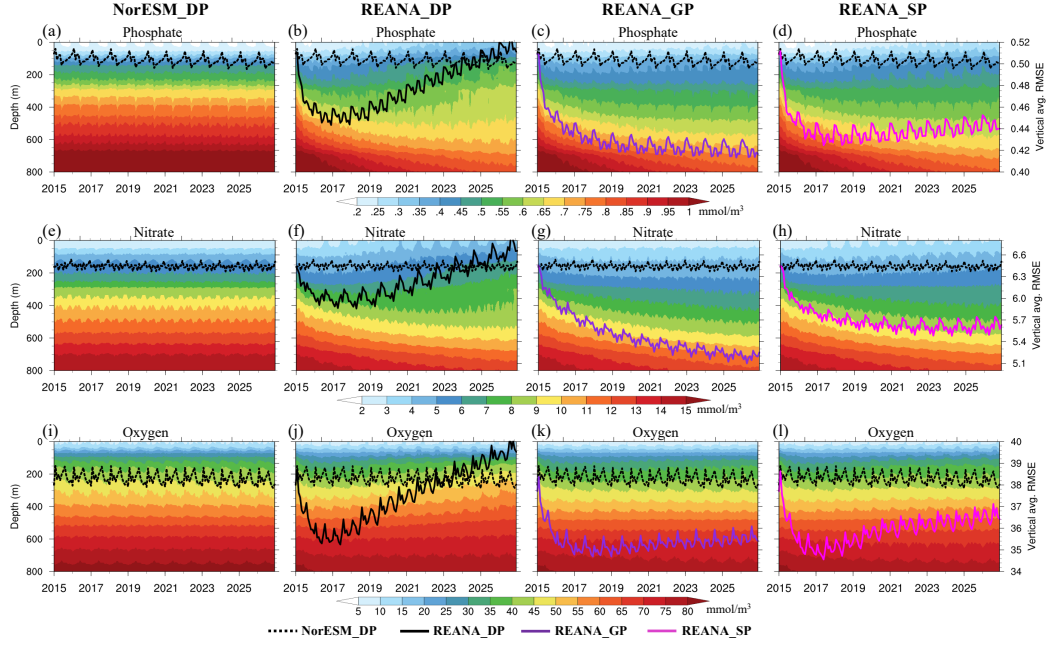 NorESM_DP REANA_DP REANA_GP REANA_SP
(a) Phosphate (b) Phosphate (c) Phosphate (d) Phosphate
Depth (m)
0
200
400
600
800
2015 2017 2019 2021 2023 2025
2015 2017 2019 2021 2023 2025
2015 2017 2019 2021 2023 2025
2015 2017 2019 2021 2023 2025
0.52
0.50
0.48
0.46
0.44
0.42
0.40
Vertical avg. RMSE
.2 .25 .3 .35 .4 .45 .5 .55 .6 .65 .7 .75 .8 .85 .9 .95 1 mmol/m³
(e) Nitrate (f) Nitrate (g) Nitrate (h) Nitrate
Depth (m)
0
200
400
600
800
2015 2017 2019 2021 2023 2025
2015 2017 2019 2021 2023 2025
2015 2017 2019 2021 2023 2025
2015 2017 2019 2021 2023 2025
6.6
6.3
6.0
5.7
5.4
5.1
Vertical avg. RMSE
2 3 4 5 6 7 8 9 10 11 12 13 14 15 mmol/m³
(i) Oxygen (j) Oxygen (k) Oxygen (l) Oxygen
Depth (m)
0
200
400
600
800
2015 2017 2019 2021 2023 2025
2015 2017 2019 2021 2023 2025
2015 2017 2019 2021 2023 2025
2015 2017 2019 2021 2023 2025
40
39
38
37
36
35
34
Vertical avg. RMSE
5 10 15 20 25 30 35 40 45 50 55 60 65 70 75 80 mmol/m³
NorESM_DP REANA_DP REANA_GP REANA_SP